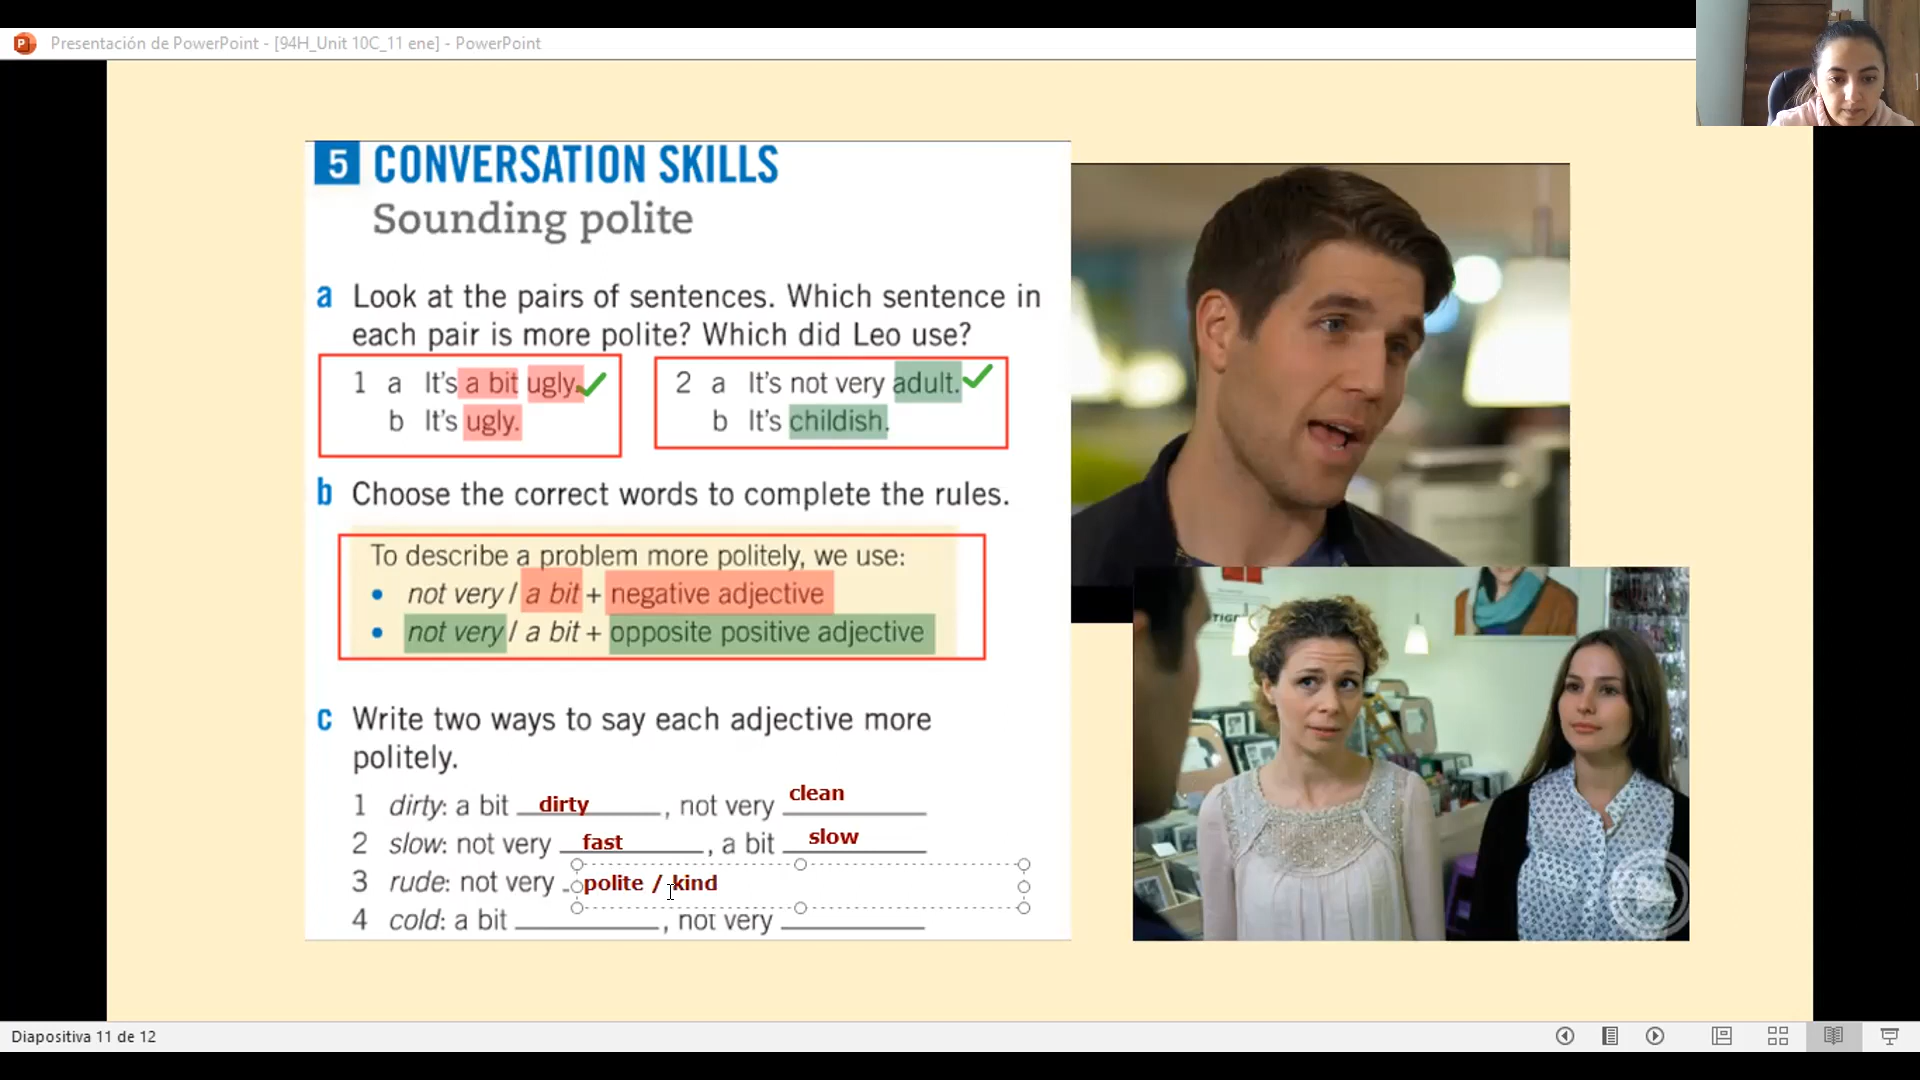 Presentación de PowerPoint - [94H_Unit 10C_11 ene] - PowerPoint
5 CONVERSATION SKILLS
Sounding polite
a Look at the pairs of sentences. Which sentence in
each pair is more polite? Which did Leo use?
1 a It's a bit ugly.
b It's ugly.
2 a It's not very adult.
b It's childish.
b Choose the correct words to complete the rules.
To describe a problem more politely, we use:
• not very / a bit + negative adjective
• not very / a bit + opposite positive adjective
c Write two ways to say each adjective more
politely.
1 dirty: a bit dirty, not very clean
2 slow: not very fast, a bit slow
3 rude: not very polite / kind
4 cold: a bit ______, not very ______
Diapositiva 11 de 12